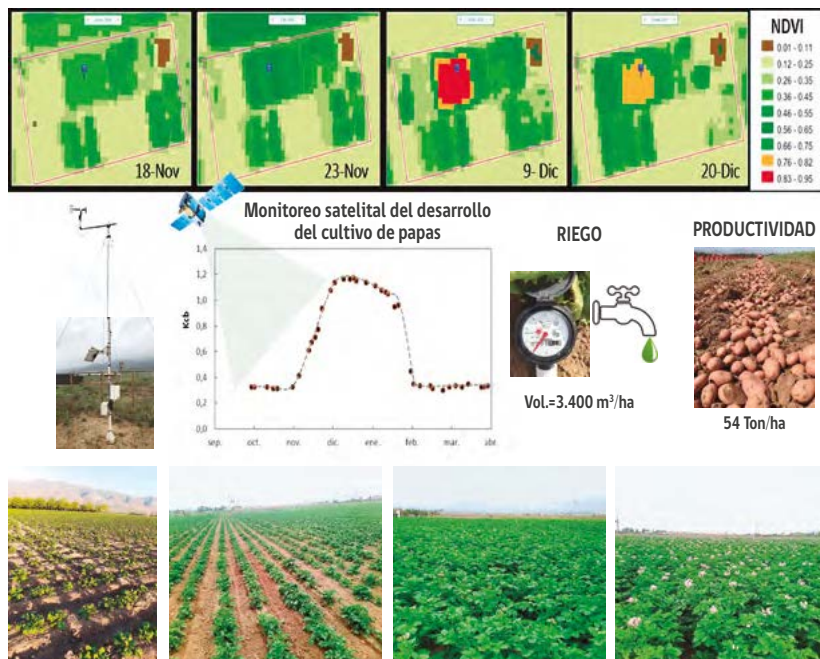 18-Nov
23-Nov
9- Dic
20-Dic
NDVI
0.01 - 0.11
0.12 - 0.25
0.26 - 0.35
0.36 - 0.45
0.46 - 0.55
0.56 - 0.65
0.66 - 0.75
0.76 - 0.82
0.83 - 0.95
Monitoreo satelital del desarrollo
del cultivo de papas
Kcb
1,4
1,2
1,0
0,8
0,6
0,4
0,2
0,0
sep. oct. nov. dic. ene. feb. mar. abr.
RIEGO
Vol.=3.400 m³/ha
PRODUCTIVIDAD
54 Ton/ha